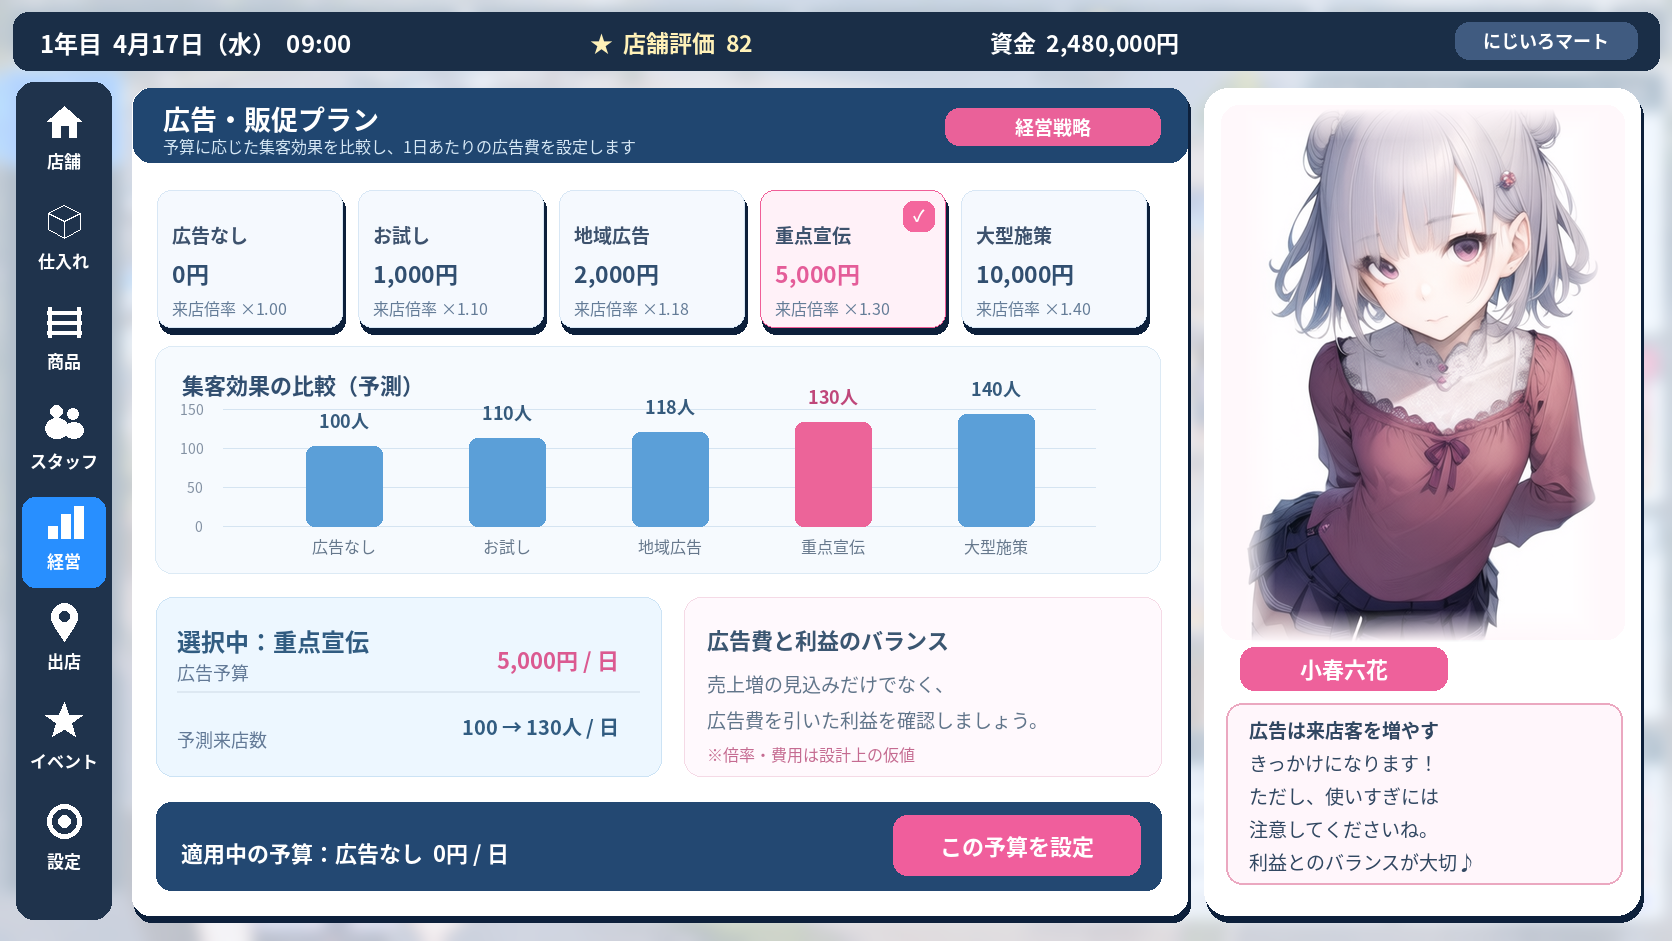 1年目 4月17日（水） 09:00
★ 店舗評価 82
資金 2,480,000円
にじいろマート
店舗
仕入れ
商品
スタッフ
経営
出店
イベント
設定
広告・販促プラン
予算に応じた集客効果を比較し、1日あたりの広告費を設定します
経営戦略
広告なし
0円
来店倍率 ×1.00
お試し
1,000円
来店倍率 ×1.10
地域広告
2,000円
来店倍率 ×1.18
重点宣伝
5,000円
来店倍率 ×1.30
✓
大型施策
10,000円
来店倍率 ×1.40
集客効果の比較（予測）
150
100
50
0
100人
110人
118人
130人
140人
広告なし
お試し
地域広告
重点宣伝
大型施策
選択中：重点宣伝
広告予算
5,000円 / 日
予測来店数
100 → 130人 / 日
広告費と利益のバランス
売上増の見込みだけでなく、
広告費を引いた利益を確認しましょう。
※倍率・費用は設計上の仮値
適用中の予算：広告なし 0円 / 日
この予算を設定
小春六花
広告は来店客を増やす
きっかけになります！
ただし、使いすぎには
注意してくださいね。
利益とのバランスが大切♪